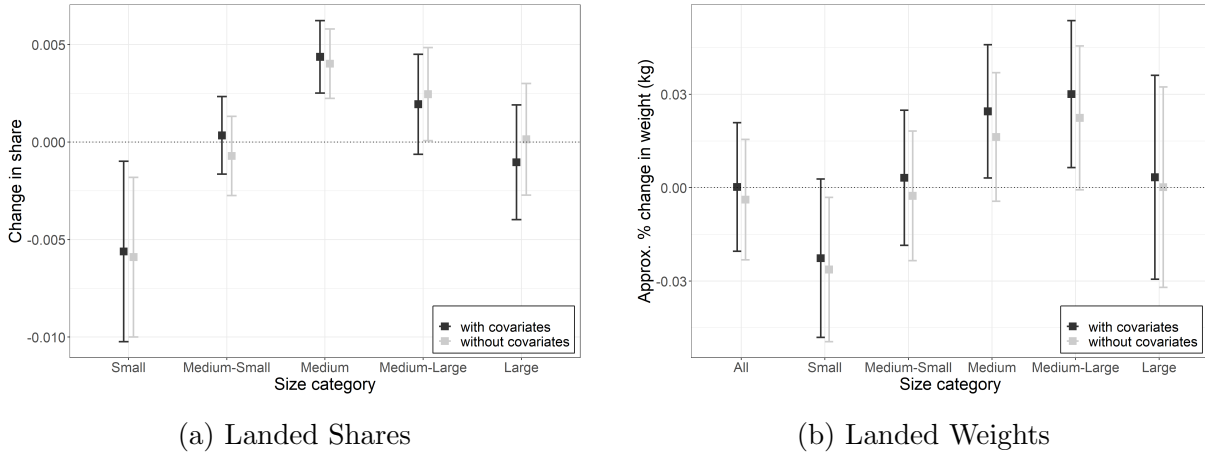 0.005
0.000
-0.005
-0.010
Change in share
with covariates
without covariates
Small Medium-Small Medium Medium-Large Large
Size category
(a) Landed Shares
0.03
0.00
-0.03
Approx. % change in weight (kg)
with covariates
without covariates
All Small Medium-Small Medium Medium-Large Large
Size category
(b) Landed Weights